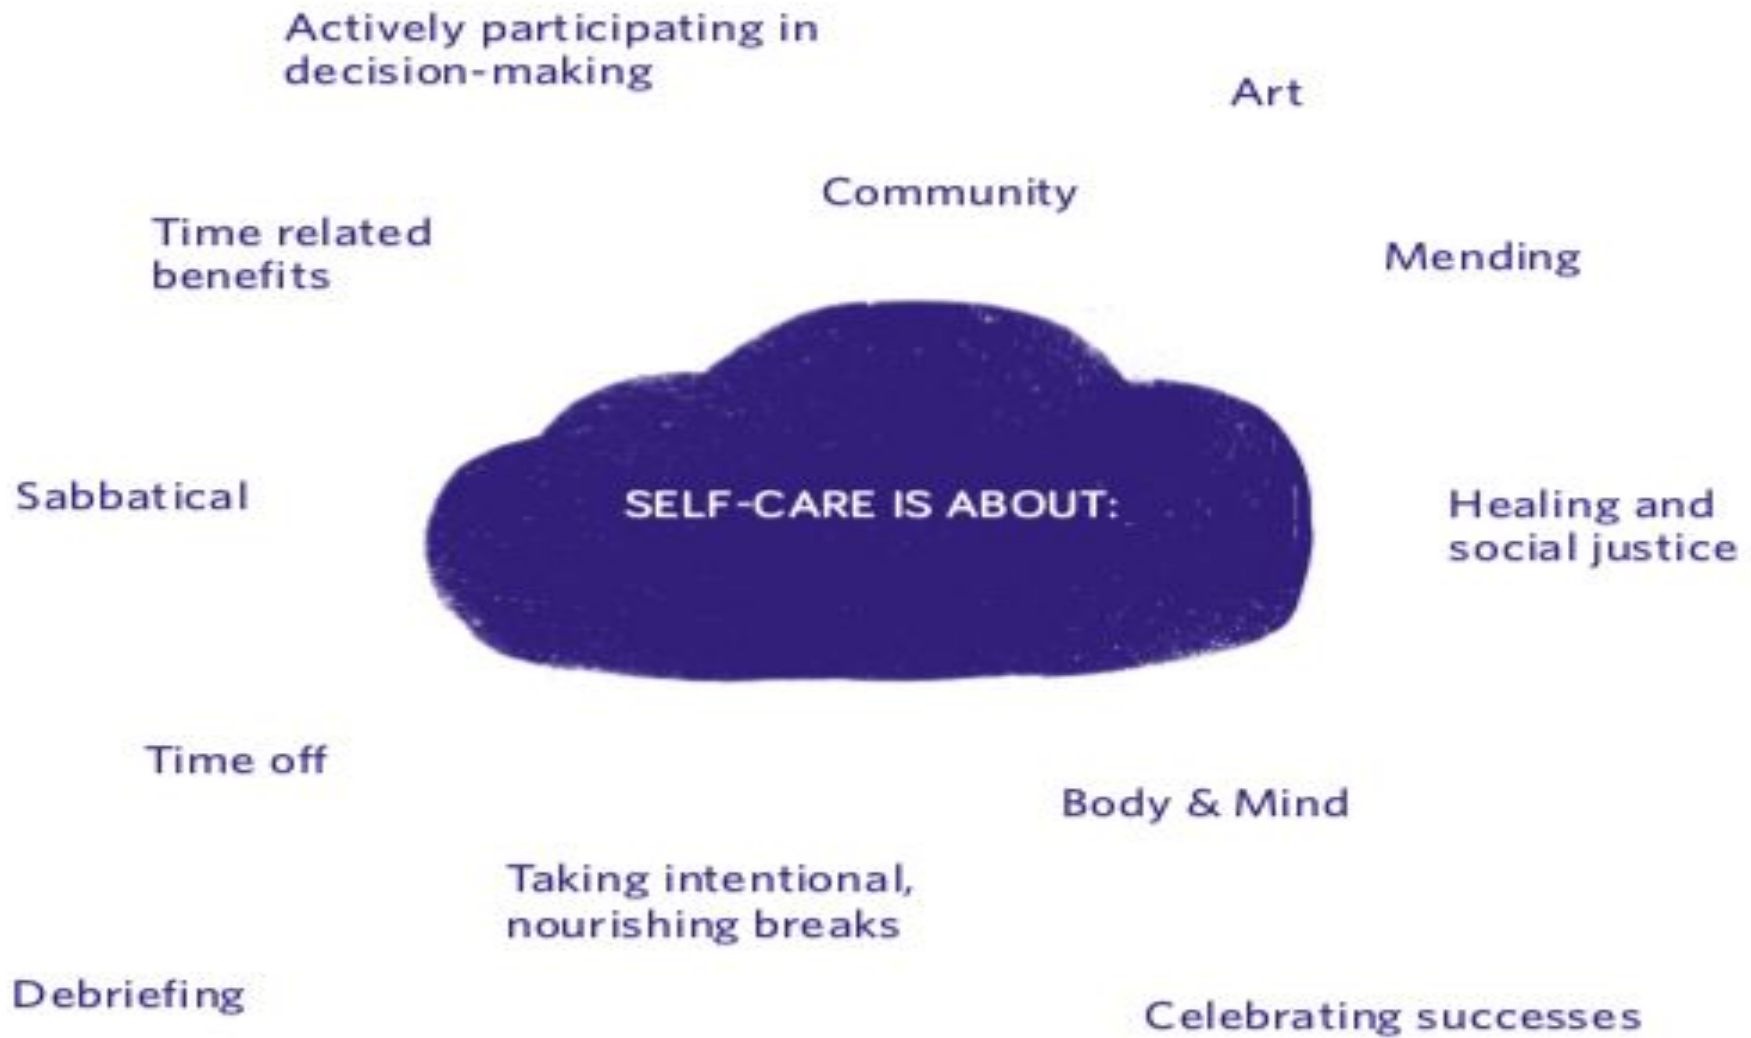 Actively participating in
decision-making
Art
Community
Time related
benefits
Mending
Sabbatical
SELF-CARE IS ABOUT:
Healing and
social justice
Time off
Body & Mind
Taking intentional,
nourishing breaks
Debriefing
Celebrating successes